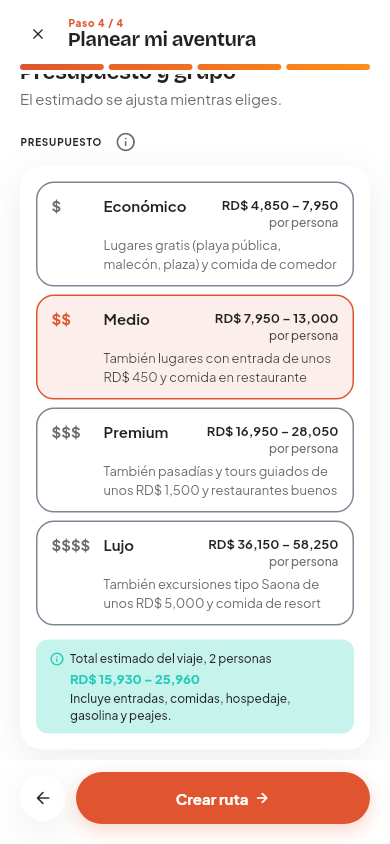 Paso 4 / 4
Planear mi aventura
Presupuesto y grupo
El estimado se ajusta mientras eliges.
PRESUPUESTO
$ Económico RD$ 4,850 – 7,950
por persona
Lugares gratis (playa pública,
malecón, plaza) y comida de comedor
$$ Medio RD$ 7,950 – 13,000
por persona
También lugares con entrada de unos
RD$ 450 y comida en restaurante
$$$ Premium RD$ 16,950 – 28,050
por persona
También pasadías y tours guiados de
unos RD$ 1,500 y restaurantes buenos
$$$$ Lujo RD$ 36,150 – 58,250
por persona
También excursiones tipo Saona de
unos RD$ 5,000 y comida de resort
Total estimado del viaje, 2 personas
RD$ 15,930 – 25,960
Incluye entradas, comidas, hospedaje,
gasolina y peajes.
Crear ruta →